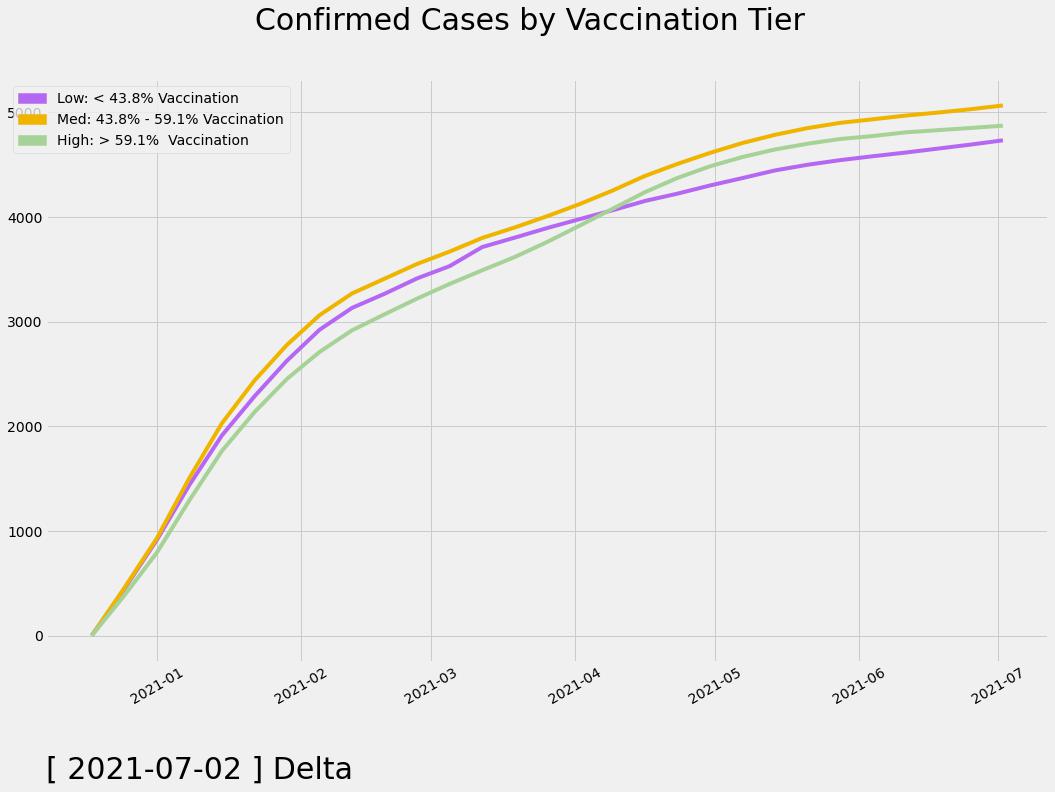 Confirmed Cases by Vaccination Tier
Low: < 43.8% Vaccination
5000
Med: 43.8% - 59.1% Vaccination
High: > 59.1%  Vaccination
4000
3000
2000
1000
0
2021-01
2021-02
2021-03
2021-04
2021-05
2021-06
2021-07
[ 2021-07-02 ] Delta